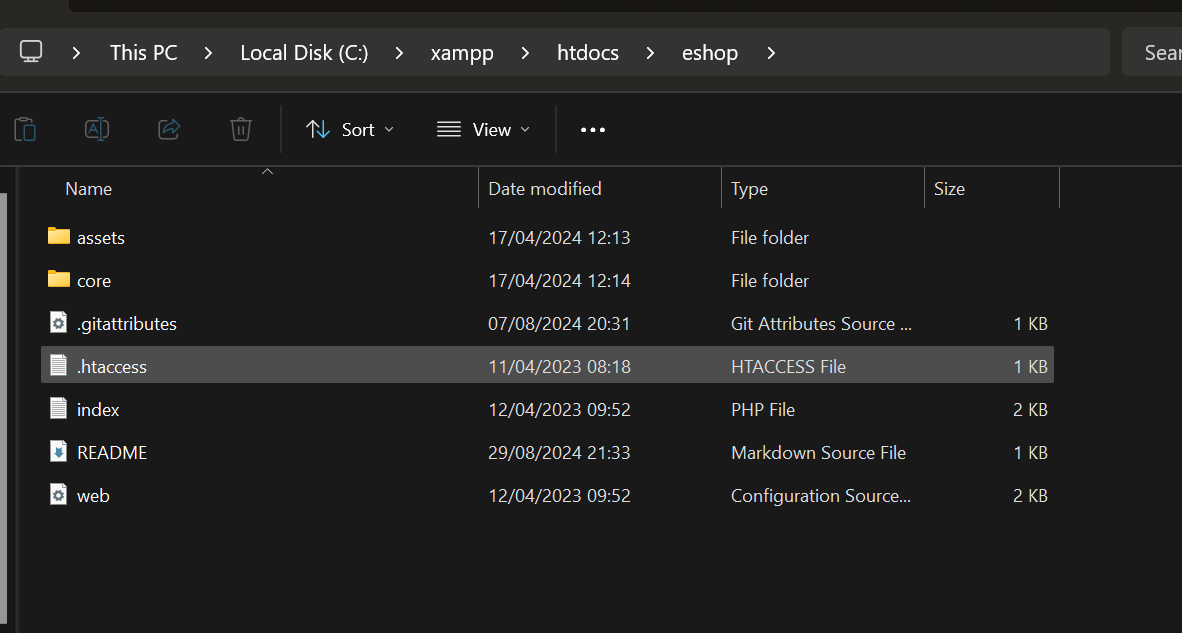 This PC > Local Disk (C:) > xampp > htdocs > eshop >
Sort View
Name Date modified Type Size
assets 17/04/2024 12:13 File folder
core 17/04/2024 12:14 File folder
.gitattributes 07/08/2024 20:31 Git Attributes Source ... 1 KB
.htaccess 11/04/2023 08:18 HTACCESS File 1 KB
index 12/04/2023 09:52 PHP File 2 KB
README 29/08/2024 21:33 Markdown Source File 1 KB
web 12/04/2023 09:52 Configuration Source... 2 KB